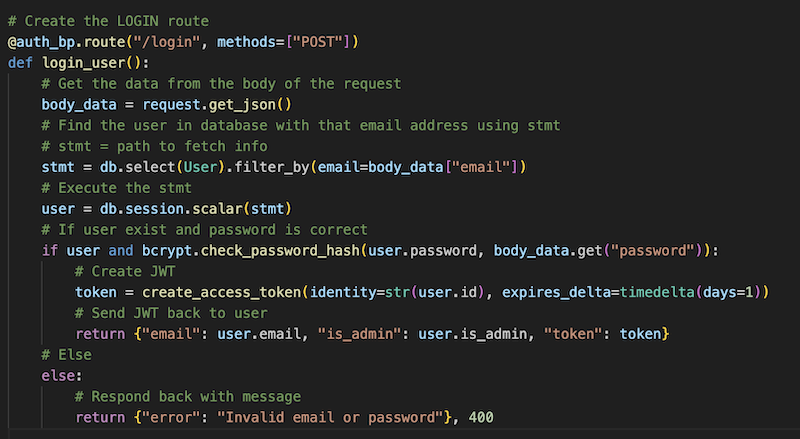 # Create the LOGIN route
@auth_bp.route("/login", methods=["POST"])
def login_user():
    # Get the data from the body of the request
    body_data = request.get_json()
    # Find the user in database with that email address using stmt
    # stmt = path to fetch info
    stmt = db.select(User).filter_by(email=body_data["email"])
    # Execute the stmt
    user = db.session.scalar(stmt)
    # If user exist and password is correct
    if user and bcrypt.check_password_hash(user.password, body_data.get("password")):
        # Create JWT
        token = create_access_token(identity=str(user.id), expires_delta=timedelta(days=1))
        # Send JWT back to user
        return {"email": user.email, "is_admin": user.is_admin, "token": token}
    # Else
    else:
        # Respond back with message
        return {"error": "Invalid email or password"}, 400